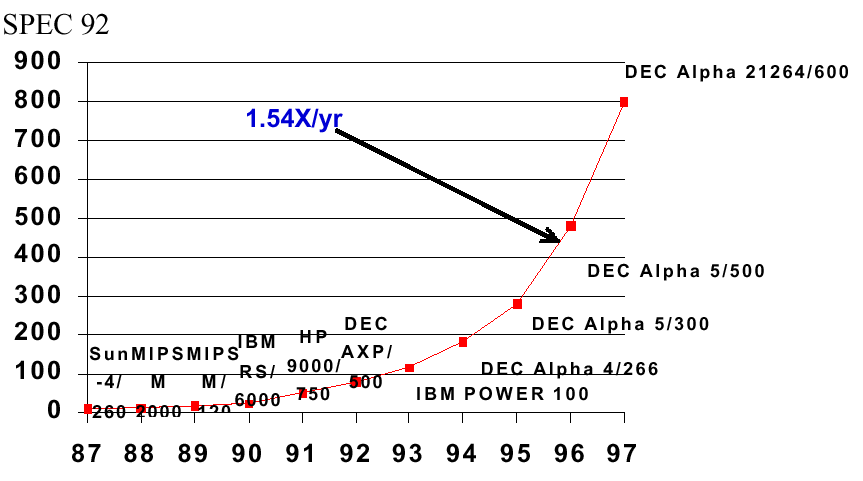 SPEC 92
900
DEC Alpha 21264/600
800
1.54X/yr
700
600
500
400
DEC Alpha 5/500
300
DEC Alpha 5/300
200
100
0
Sun
-4/
260
MIPS
M
2000
MIPS
M/
120
IBM
RS/
6000
HP
9000/
750
DEC
AXP/
500
DEC Alpha 4/266
IBM POWER 100
87 88 89 90 91 92 93 94 95 96 97